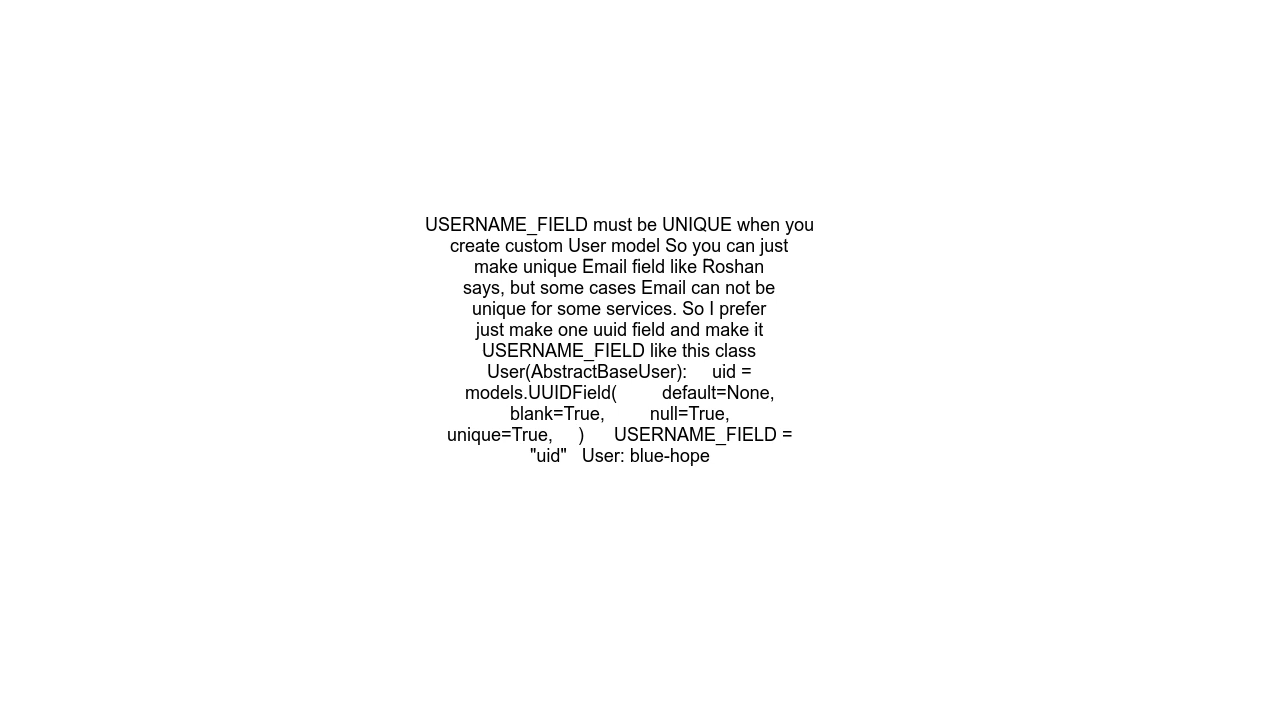 USERNAME_FIELD must be UNIQUE when you
create custom User model So you can just
make unique Email field like Roshan
says, but some cases Email can not be
unique for some services. So I prefer
just make one uuid field and make it
USERNAME_FIELD like this class
User(AbstractBaseUser):     uid =
models.UUIDField(         default=None,
blank=True,         null=True,
unique=True,     )      USERNAME_FIELD =
"uid"   User: blue-hope